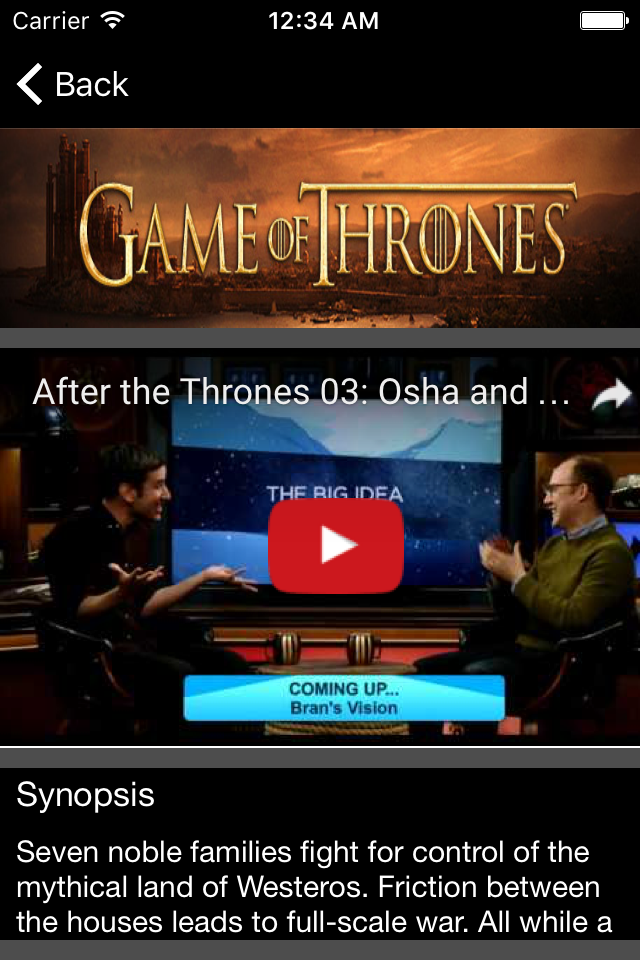 Carrier 12:34 AM
Back
GAME OF THRONES
After the Thrones 03: Osha and ...
THE BIG IDEA
COMING UP...
Bran's Vision
Synopsis
Seven noble families fight for control of the
mythical land of Westeros. Friction between
the houses leads to full-scale war. All while a